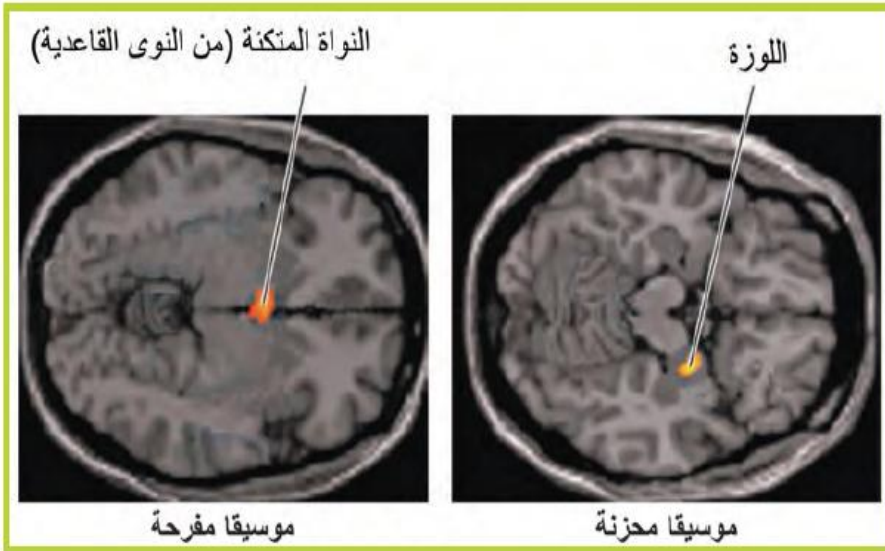 اللوزة
النواة المتكئة (من النوى القاعدية)
موسيقا محزنة
موسيقا مفرحة